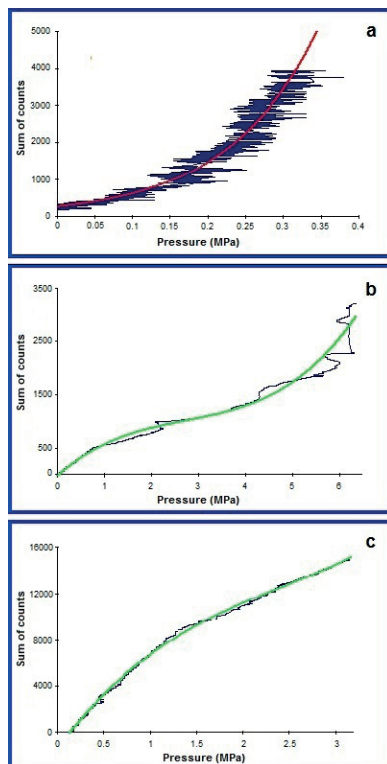 a
5000
4000
3000
2000
1000
0
0 0.05 0.1 0.15 0.2 0.25 0.3 0.35 0.4
Sum of counts
Pressure (MPa)
b
3500
2500
1500
500
0
0 1 2 3 4 5 6
Sum of counts
Pressure (MPa)
c
16000
12000
8000
4000
0
0 0.5 1 1.5 2 2.5 3
Sum of counts
Pressure (MPa)